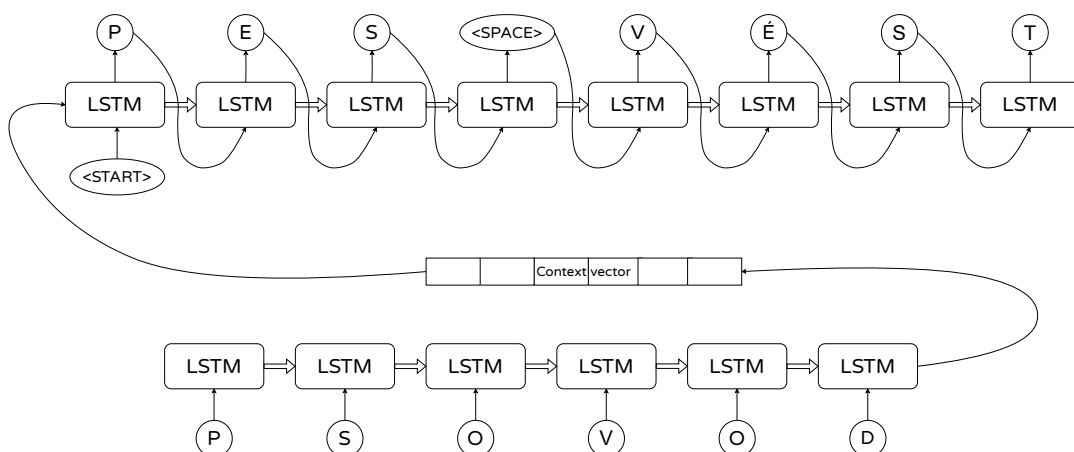 P E S <SPACE> V É S T
LSTM LSTM LSTM LSTM LSTM LSTM LSTM LSTM
<START>
Context vector
LSTM LSTM LSTM LSTM LSTM LSTM
P S O V O D